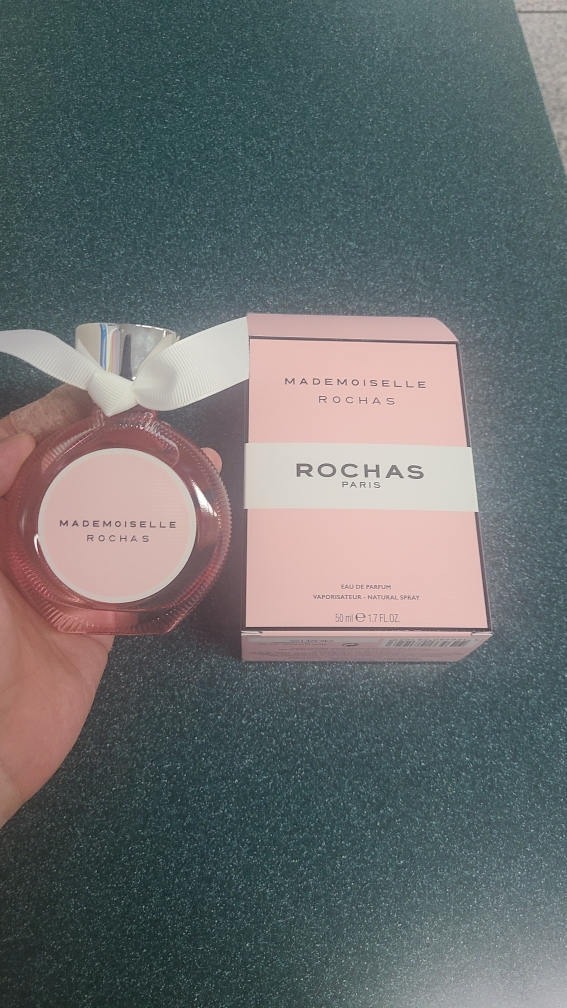 MADEMOISELLE
ROCHAS
MADEMOISELLE
ROCHAS
ROCHAS
PARIS
EAU DE PARFUM
VAPORISATEUR - NATURAL SPRAY
50 ml ℮ 1.7 FL.OZ.